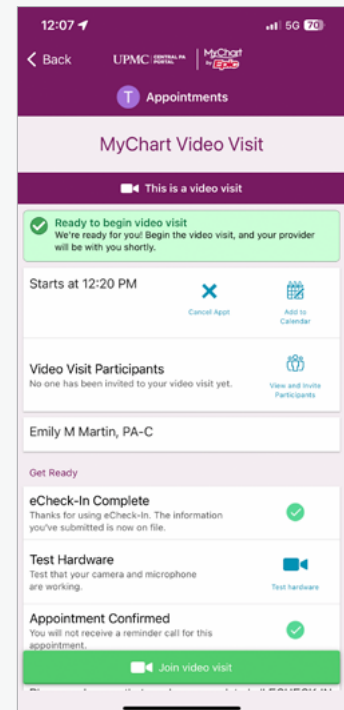 12:07
5G 70
Back
UPMC CENTRAL PA PORTAL
MyChart
by Epic
T Appointments
MyChart Video Visit
This is a video visit
Ready to begin video visit
We're ready for you! Begin the video visit, and your provider
will be with you shortly.
Starts at 12:20 PM
Cancel Appt
Add to
Calendar
Video Visit Participants
No one has been invited to your video visit yet.
View and Invite
Participants
Emily M Martin, PA-C
Get Ready
eCheck-In Complete
Thanks for using eCheck-In. The information
you've submitted is now on file.
Test Hardware
Test that your camera and microphone
are working.
Test hardware
Appointment Confirmed
You will not receive a reminder call for this
appointment.
Join video visit